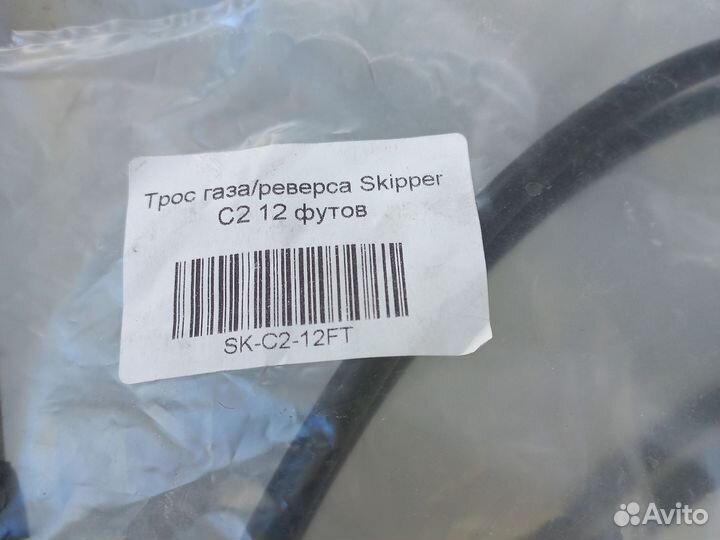 Трос газа/реверса Skipper
C2 12 футов
SK-C2-12FT
Avito